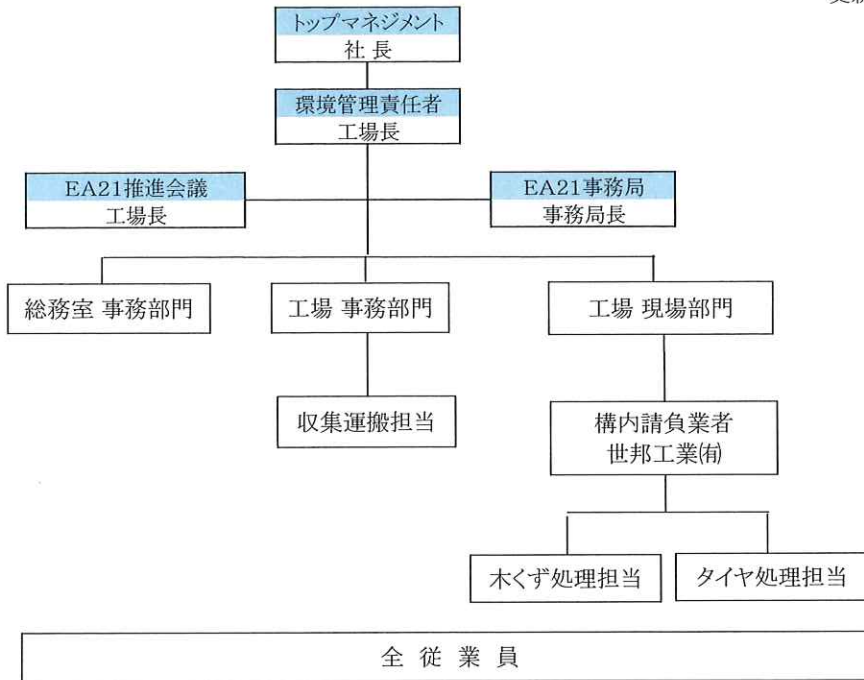 トップマネジメント
社 長
環境管理責任者
工場長
EA21推進会議
工場長
EA21事務局
事務局長
総務室 事務部門
工場 事務部門
工場 現場部門
収集運搬担当
構内請負業者
世邦工業㈲
木くず処理担当
タイヤ処理担当
全 従 業 員